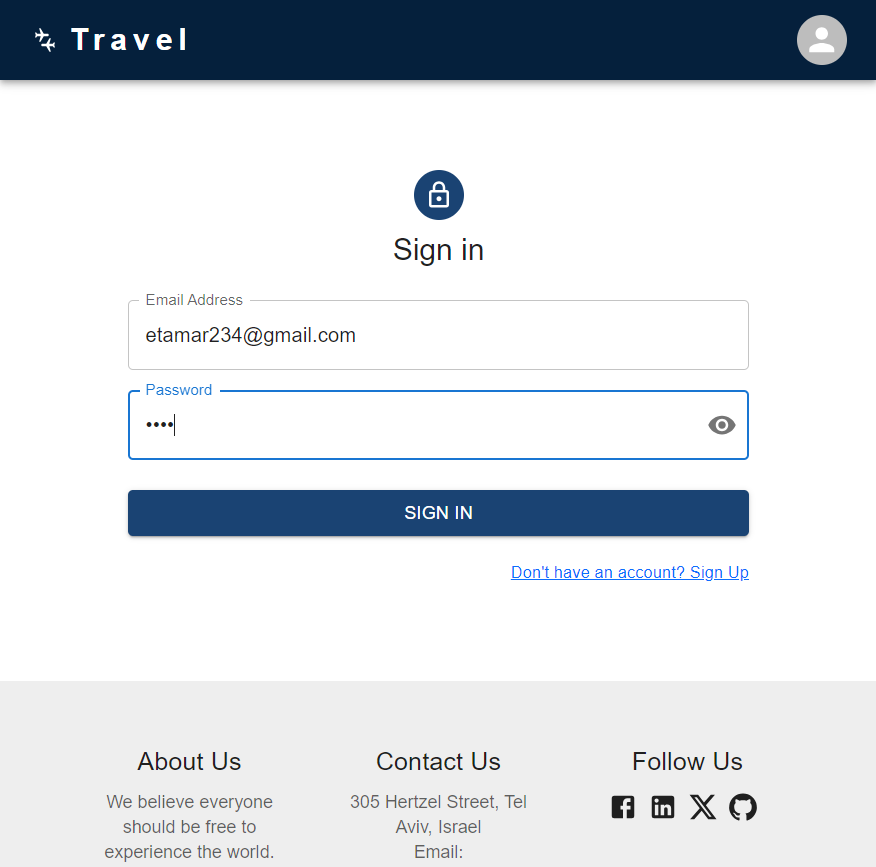 Travel
Sign in
Email Address
etamar234@gmail.com
Password
••••
SIGN IN
Don't have an account? Sign Up
About Us
We believe everyone
should be free to
experience the world.
Contact Us
305 Hertzel Street, Tel
Aviv, Israel
Email:
Follow Us